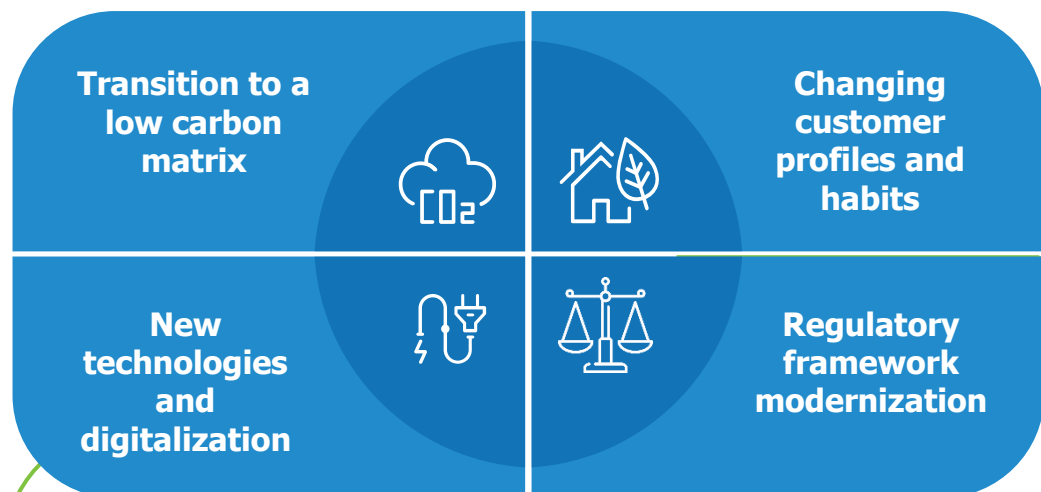 Transition to a
low carbon
matrix
CO2
Changing
customer
profiles and
habits
New
technologies
and
digitalization
Regulatory
framework
modernization